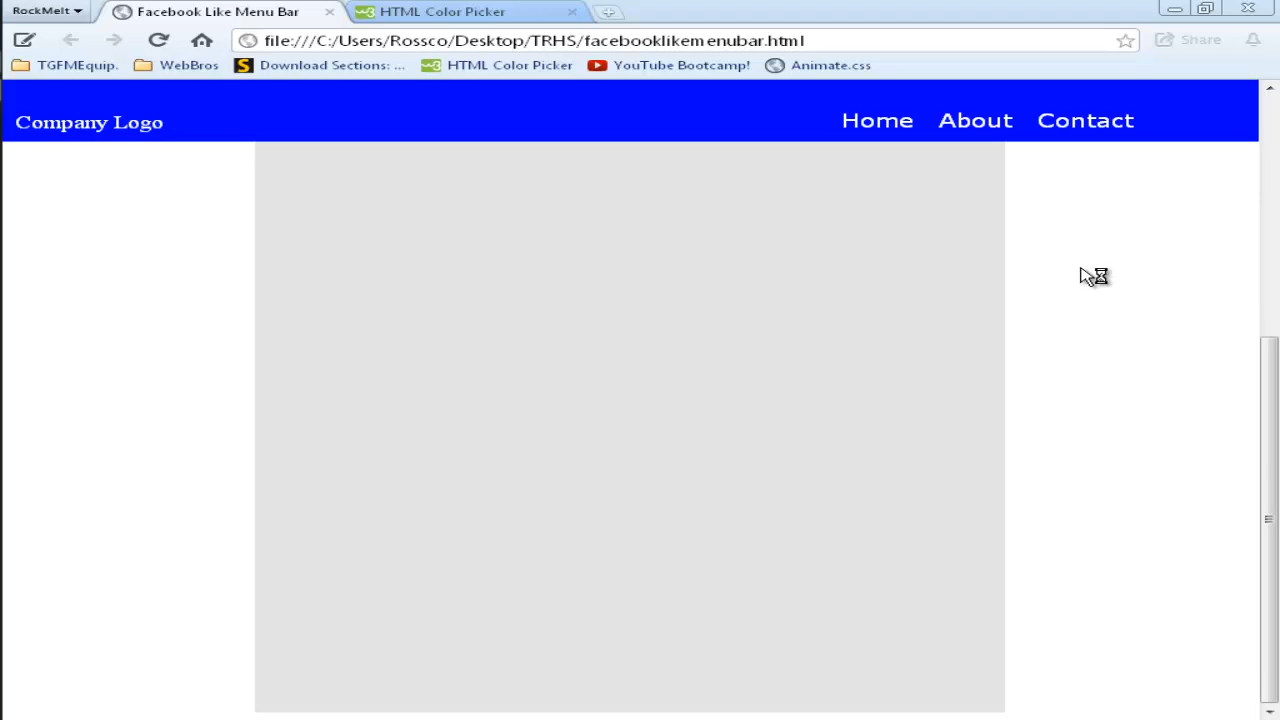 RockMelt
Facebook Like Menu Bar
HTML Color Picker
file:///C:/Users/Rossco/Desktop/TRHS/facebooklikemenubar.html
Share
TGFMEquip.
WebBros
Download Sections: ...
HTML Color Picker
YouTube Bootcamp!
Animate.css
Company Logo
Home
About
Contact